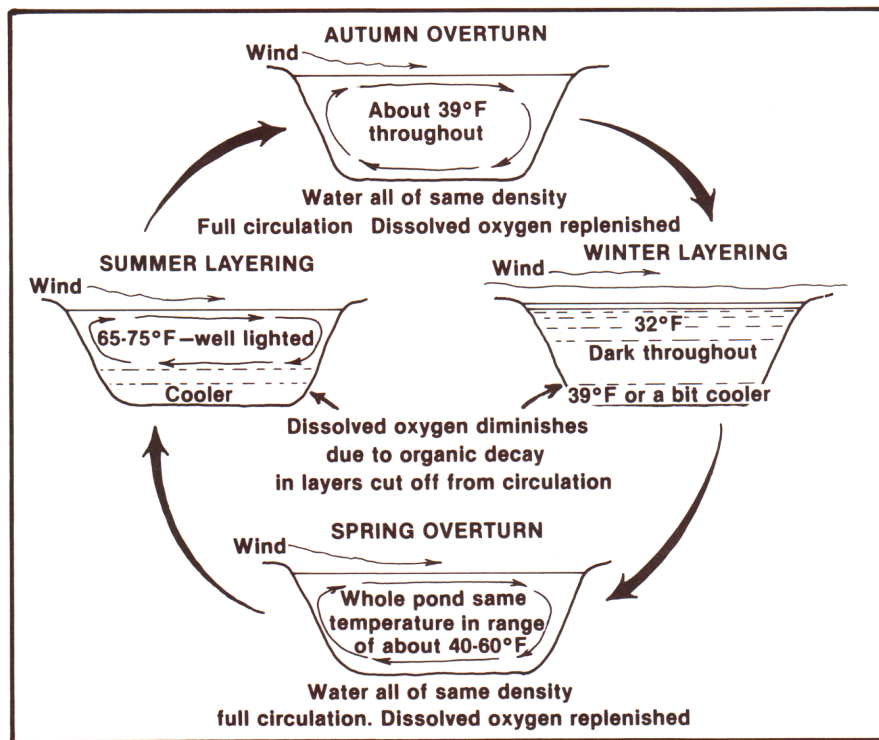 AUTUMN OVERTURN
Wind
About 39°F
throughout
Water all of same density
Full circulation Dissolved oxygen replenished
SUMMER LAYERING
Wind
65-75°F—well lighted
Cooler
WINTER LAYERING
Wind
32°F
Dark throughout
39°F or a bit cooler
Dissolved oxygen diminishes
due to organic decay
in layers cut off from circulation
SPRING OVERTURN
Wind
Whole pond same
temperature in range
of about 40-60°F
Water all of same density
full circulation. Dissolved oxygen replenished